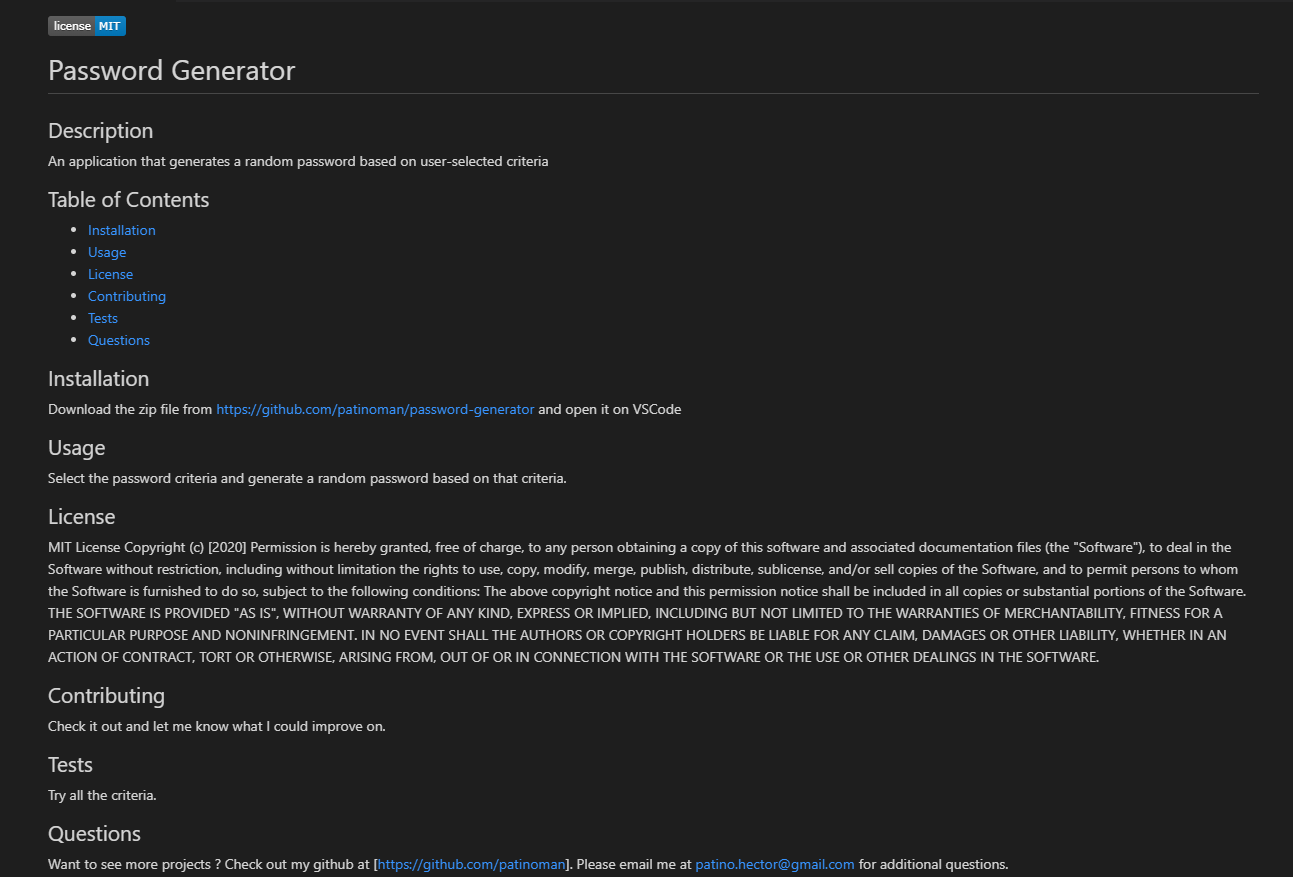 license MIT
Password Generator
Description
An application that generates a random password based on user-selected criteria
Table of Contents
Installation
Usage
License
Contributing
Tests
Questions
Installation
Download the zip file from https://github.com/patinoman/password-generator and open it on VSCode
Usage
Select the password criteria and generate a random password based on that criteria.
License
MIT License Copyright (c) [2020] Permission is hereby granted, free of charge, to any person obtaining a copy of this software and associated documentation files (the "Software"), to deal in the
Software without restriction, including without limitation the rights to use, copy, modify, merge, publish, distribute, sublicense, and/or sell copies of the Software, and to permit persons to whom
the Software is furnished to do so, subject to the following conditions: The above copyright notice and this permission notice shall be included in all copies or substantial portions of the Software.
THE SOFTWARE IS PROVIDED "AS IS", WITHOUT WARRANTY OF ANY KIND, EXPRESS OR IMPLIED, INCLUDING BUT NOT LIMITED TO THE WARRANTIES OF MERCHANTABILITY, FITNESS FOR A
PARTICULAR PURPOSE AND NONINFRINGEMENT. IN NO EVENT SHALL THE AUTHORS OR COPYRIGHT HOLDERS BE LIABLE FOR ANY CLAIM, DAMAGES OR OTHER LIABILITY, WHETHER IN AN
ACTION OF CONTRACT, TORT OR OTHERWISE, ARISING FROM, OUT OF OR IN CONNECTION WITH THE SOFTWARE OR THE USE OR OTHER DEALINGS IN THE SOFTWARE.
Contributing
Check it out and let me know what I could improve on.
Tests
Try all the criteria.
Questions
Want to see more projects ? Check out my github at [https://github.com/patinoman]. Please email me at patino.hector@gmail.com for additional questions.